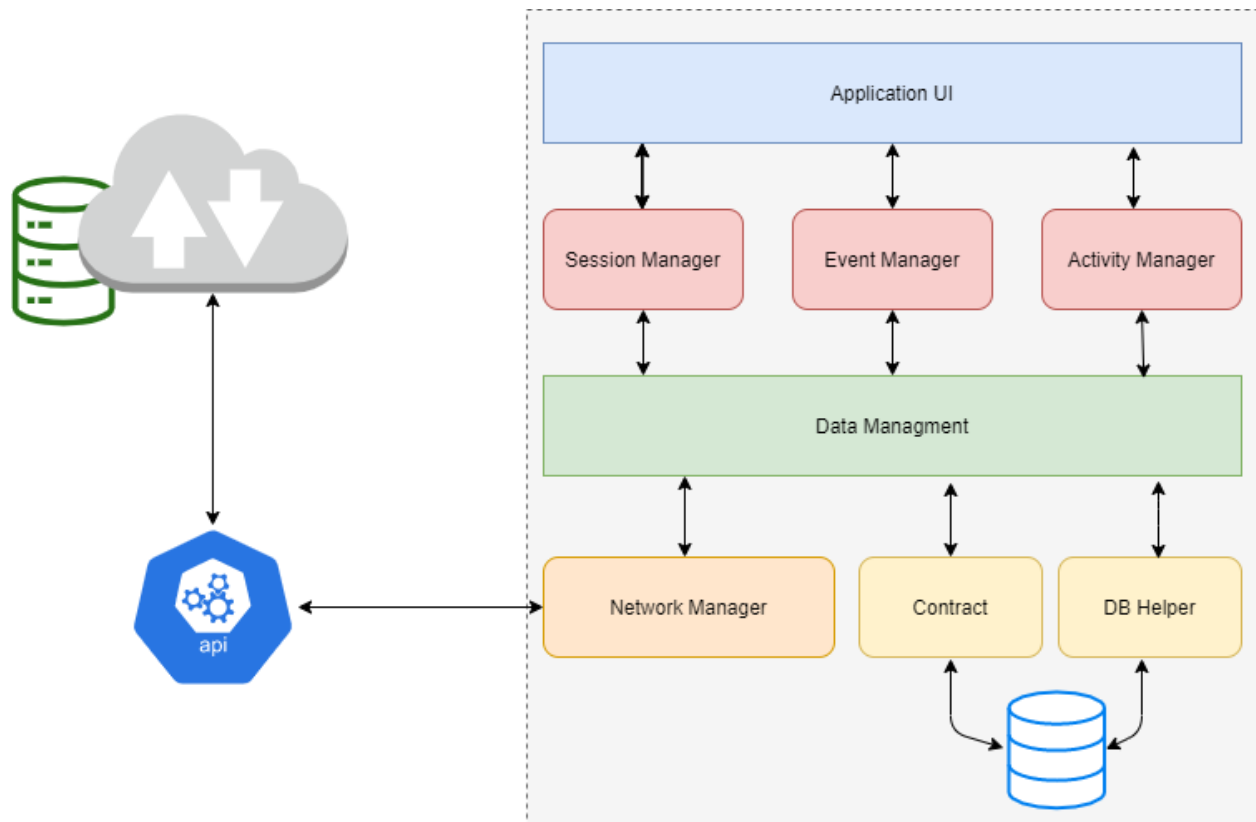 Application UI
Session Manager
Event Manager
Activity Manager
Data Managment
Network Manager
Contract
DB Helper
api